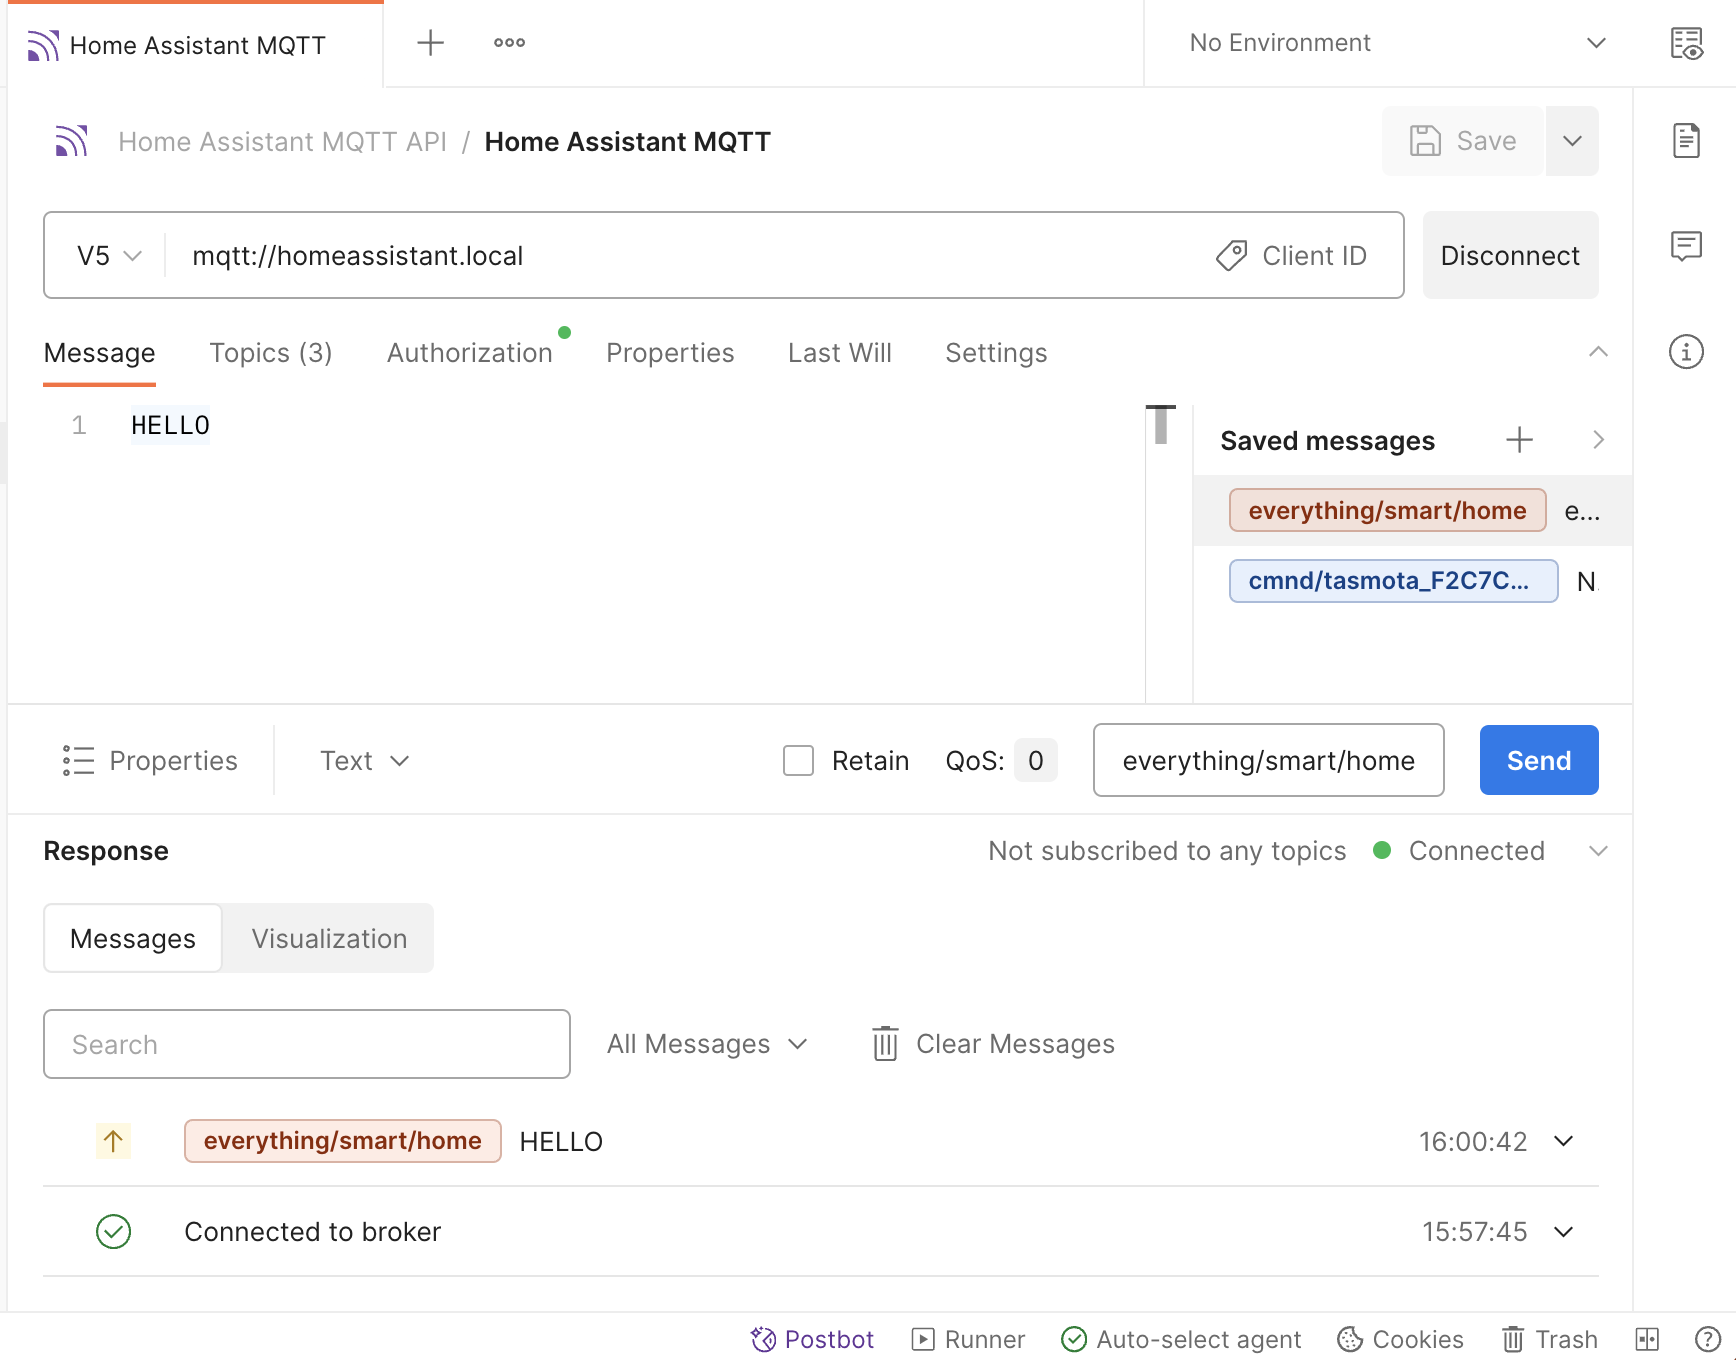 Home Assistant MQTT
No Environment
Home Assistant MQTT API / Home Assistant MQTT
Save
V5
mqtt://homeassistant.local
Client ID
Disconnect
Message
Topics (3)
Authorization
Properties
Last Will
Settings
1 HELLO
Saved messages
everything/smart/home e...
cmnd/tasmota_F2C7C... N.
Properties
Text
Retain
QoS: 0
everything/smart/home
Send
Response
Not subscribed to any topics
Connected
Messages
Visualization
Search
All Messages
Clear Messages
everything/smart/home HELLO 16:00:42
Connected to broker 15:57:45
Postbot
Runner
Auto-select agent
Cookies
Trash